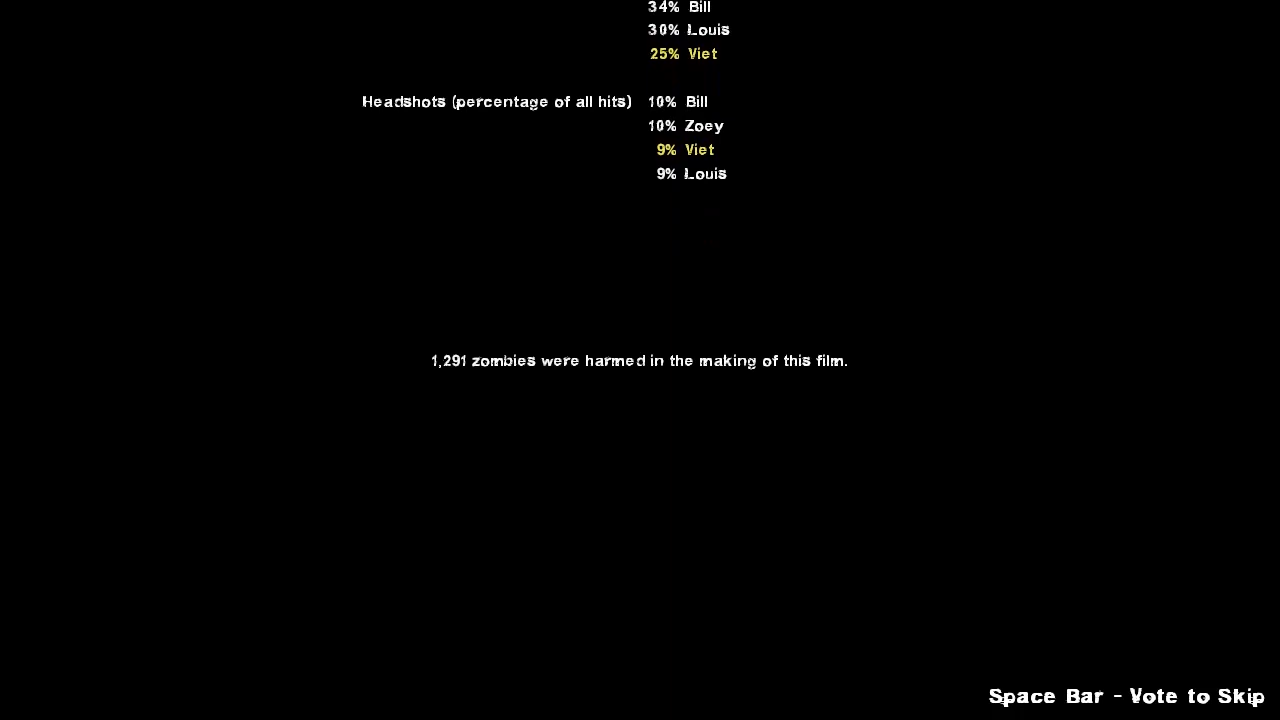 34% Bill
30% Louis
25% Viet
Headshots (percentage of all hits) 10% Bill
10% Zoey
9% Viet
9% Louis
1,291 zombies were harmed in the making of this film.
Space Bar - Vote to Skip